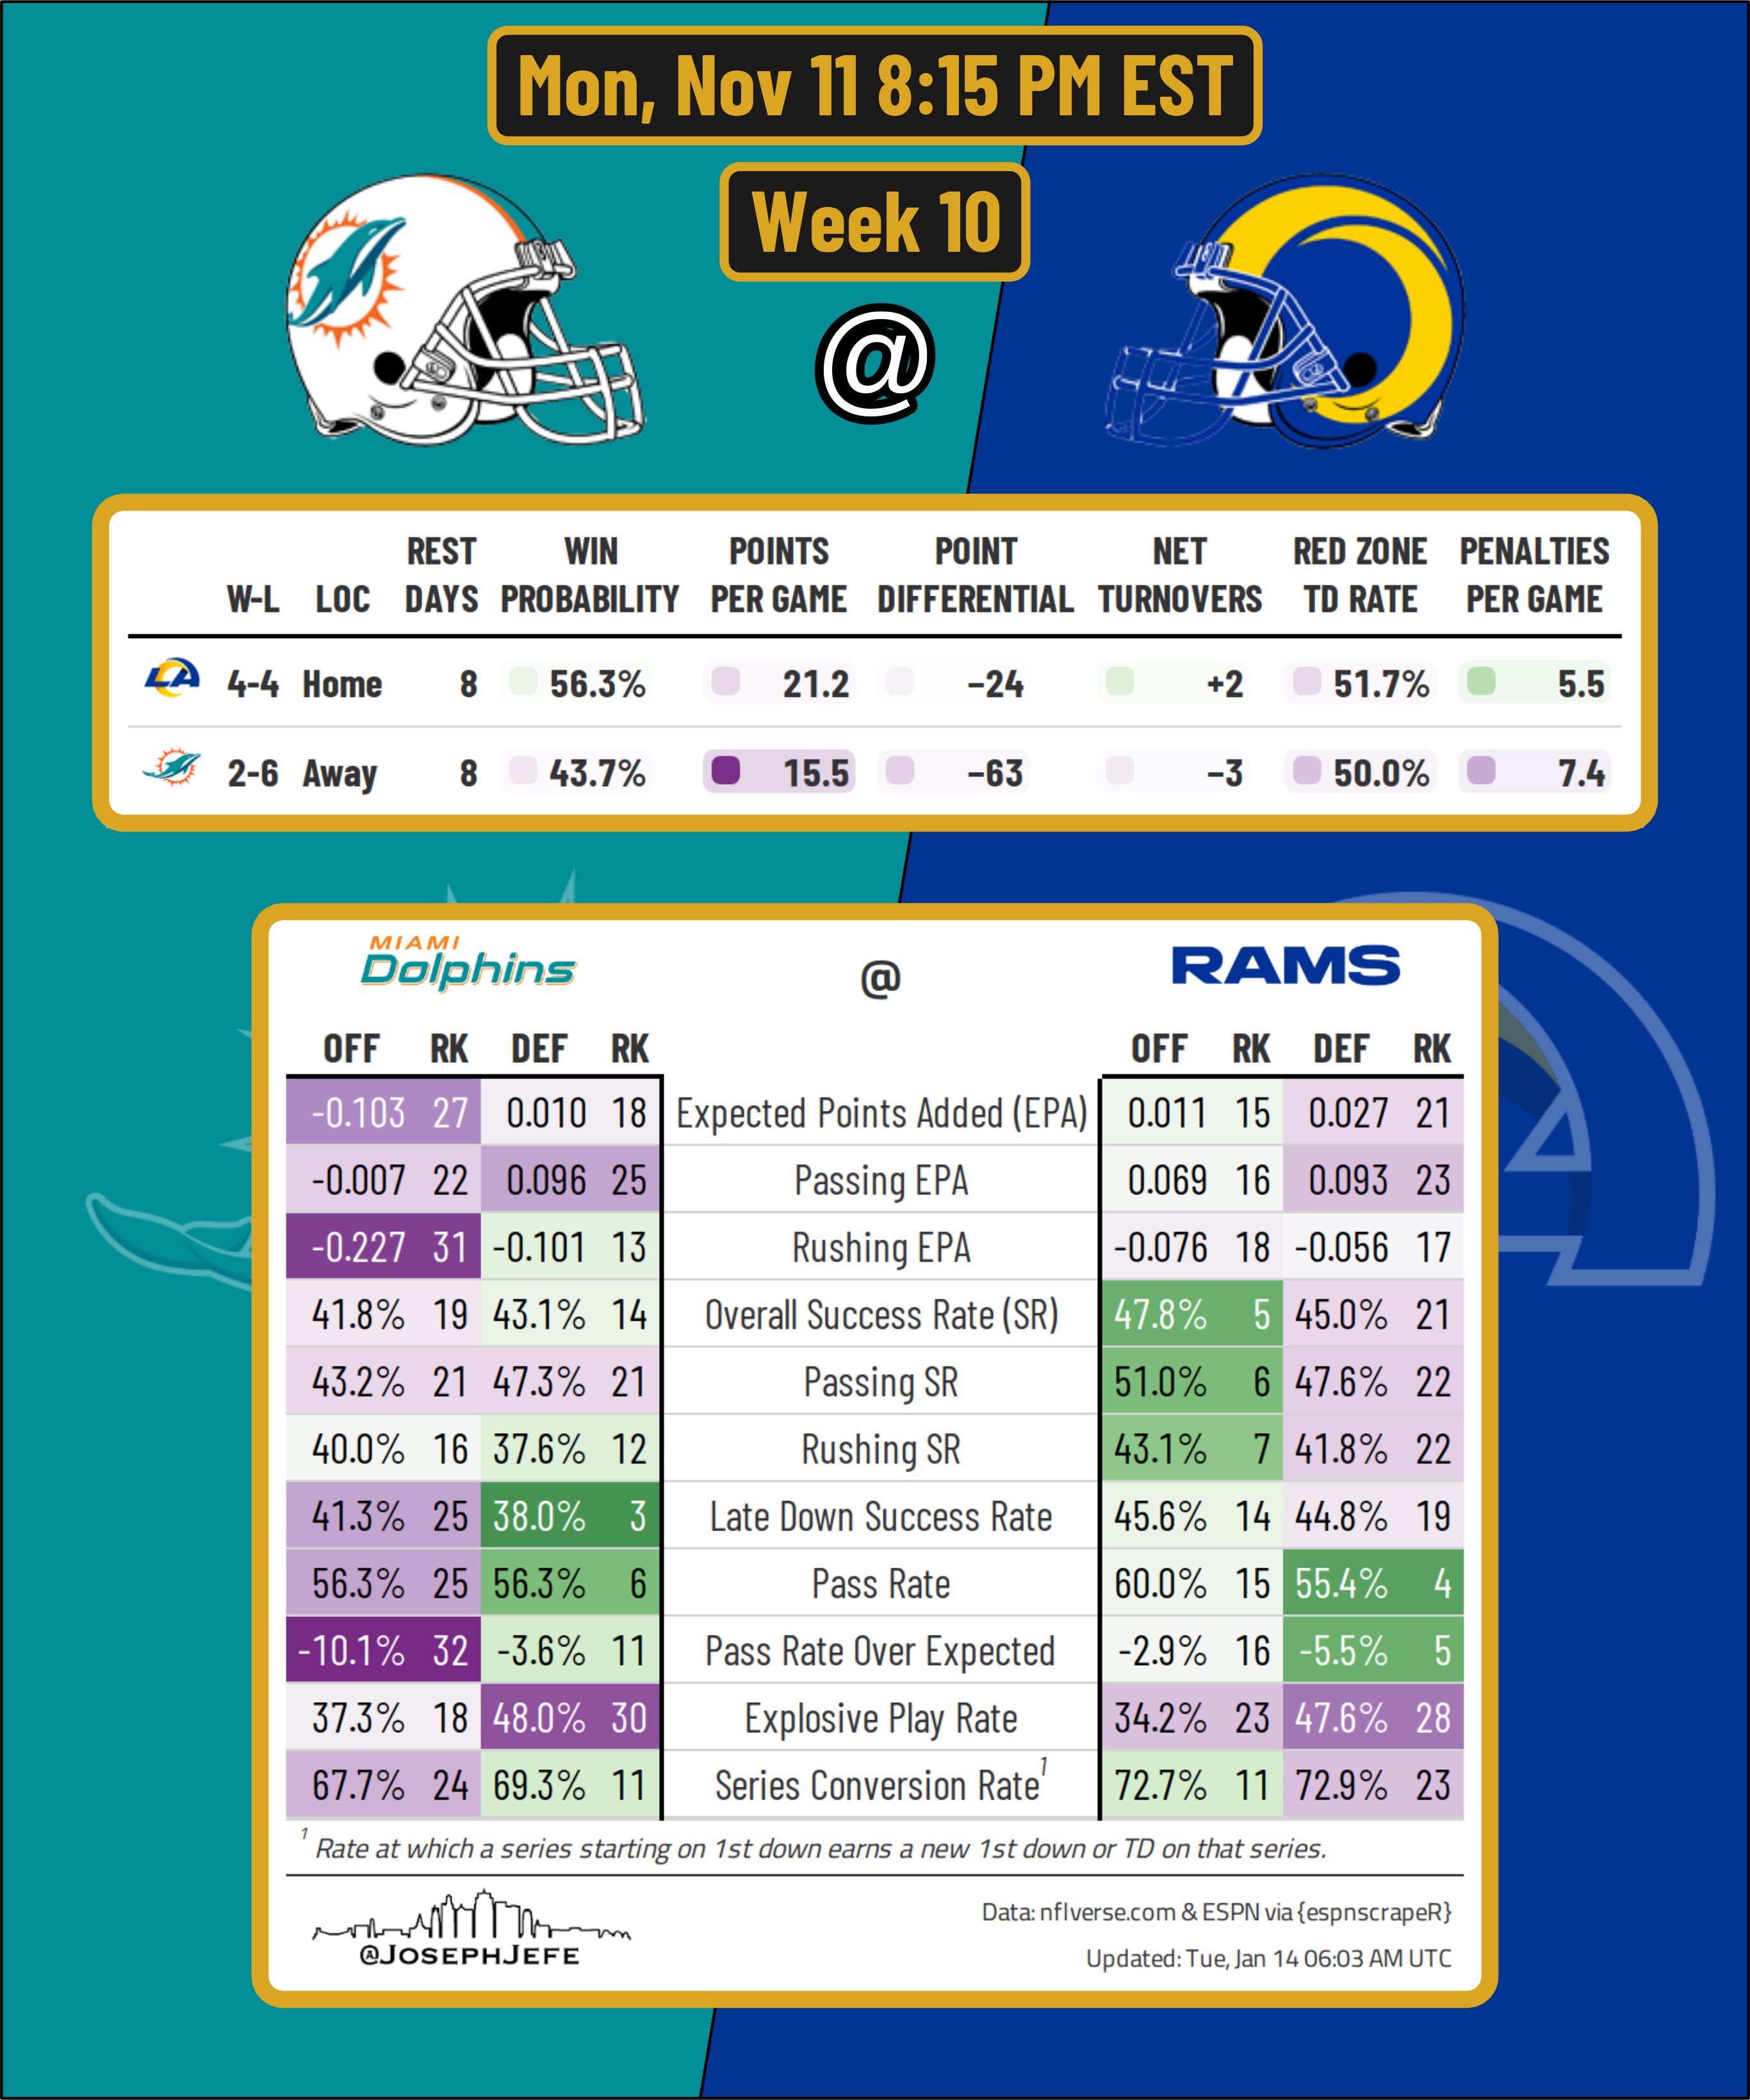 Mon, Nov 11 8:15 PM EST
Week 10
@
REST WIN POINTS POINT NET RED ZONE PENALTIES
W-L LOC DAYS PROBABILITY PER GAME DIFFERENTIAL TURNOVERS TD RATE PER GAME
LA 4-4 Home 8 56.3% 21.2 −24 +2 51.7% 5.5
2-6 Away 8 43.7% 15.5 −63 −3 50.0% 7.4
MIAMI
Dolphins @ RAMS
OFF RK DEF RK OFF RK DEF RK
-0.103 27 0.010 18 Expected Points Added (EPA) 0.011 15 0.027 21
-0.007 22 0.096 25 Passing EPA 0.069 16 0.093 23
-0.227 31 -0.101 13 Rushing EPA -0.076 18 -0.056 17
41.8% 19 43.1% 14 Overall Success Rate (SR) 47.8% 5 45.0% 21
43.2% 21 47.3% 21 Passing SR 51.0% 6 47.6% 22
40.0% 16 37.6% 12 Rushing SR 43.1% 7 41.8% 22
41.3% 25 38.0% 3 Late Down Success Rate 45.6% 14 44.8% 19
56.3% 25 56.3% 6 Pass Rate 60.0% 15 55.4% 4
-10.1% 32 -3.6% 11 Pass Rate Over Expected -2.9% 16 -5.5% 5
37.3% 18 48.0% 30 Explosive Play Rate 34.2% 23 47.6% 28
67.7% 24 69.3% 11 Series Conversion Rate¹ 72.7% 11 72.9% 23
¹ Rate at which a series starting on 1st down earns a new 1st down or TD on that series.
@JOSEPHJEFE
Data: nflverse.com & ESPN via {espnscrapeR}
Updated: Tue, Jan 14 06:03 AM UTC